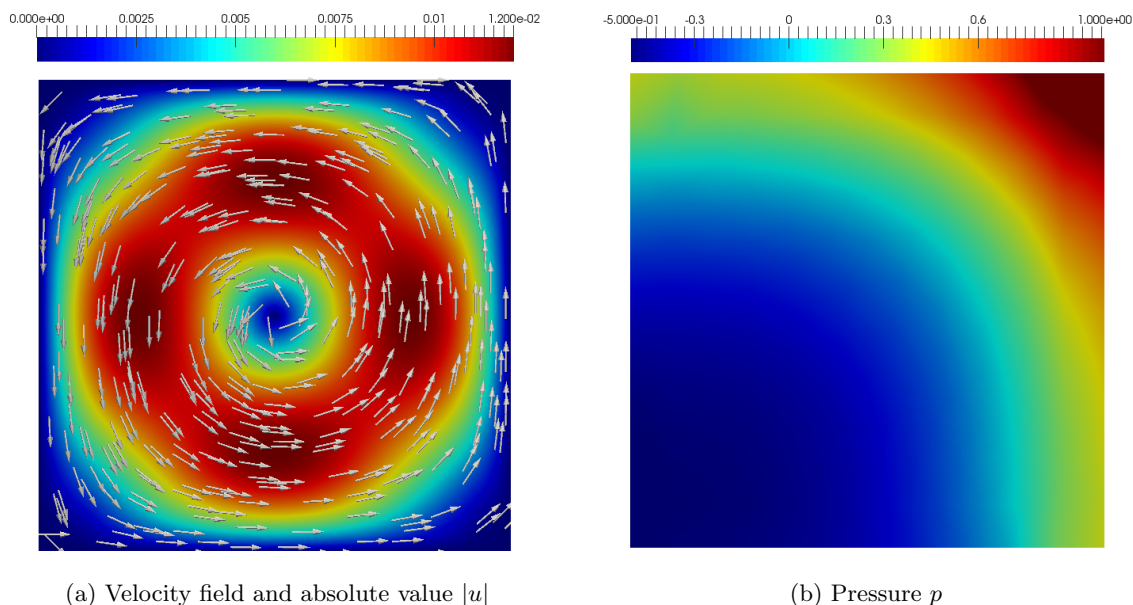 0.000e+00 0.0025 0.005 0.0075 0.01 1.200e-02
-5.000e-01 -0.3 0 0.3 0.6 1.000e+00
(a) Velocity field and absolute value |u|
(b) Pressure p